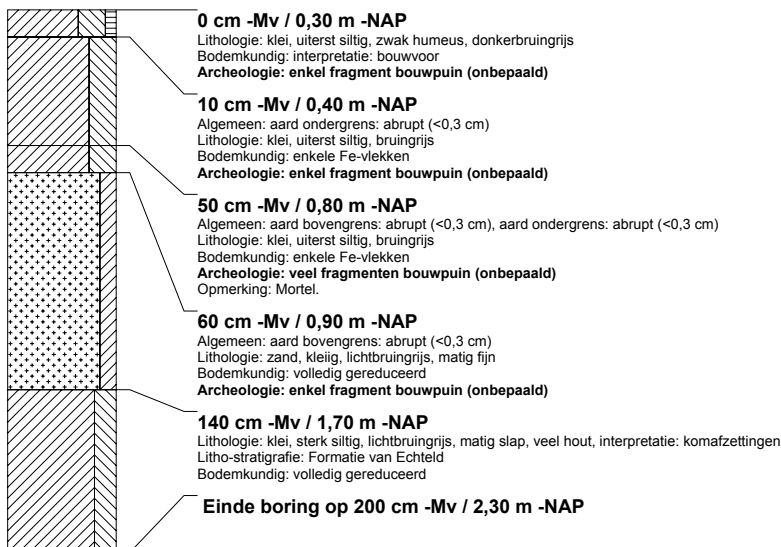 0 cm -Mv / 0,30 m -NAP
Lithologie: klei, uiterst siltig, zwak humeus, donkerbruingrijs
Bodemkundig: interpretatie: bouwvoor
Archeologie: enkel fragment bouwpuin (onbepaald)
10 cm -Mv / 0,40 m -NAP
Algemeen: aard ondergrens: abrupt (<0,3 cm)
Lithologie: klei, uiterst siltig, bruingrijs
Bodemkundig: enkele Fe-vlekken
Archeologie: enkel fragment bouwpuin (onbepaald)
50 cm -Mv / 0,80 m -NAP
Algemeen: aard bovengrens: abrupt (<0,3 cm), aard ondergrens: abrupt (<0,3 cm)
Lithologie: klei, uiterst siltig, bruingrijs
Bodemkundig: enkele Fe-vlekken
Archeologie: veel fragmenten bouwpuin (onbepaald)
Opmerking: Mortel.
60 cm -Mv / 0,90 m -NAP
Algemeen: aard bovengrens: abrupt (<0,3 cm)
Lithologie: zand, kleiig, lichtbruingrijs, matig fijn
Bodemkundig: volledig gereduceerd
Archeologie: enkel fragment bouwpuin (onbepaald)
140 cm -Mv / 1,70 m -NAP
Lithologie: klei, sterk siltig, lichtbruingrijs, matig slap, veel hout, interpretatie: komafzettingen
Litho-stratigrafie: Formatie van Echteld
Bodemkundig: volledig gereduceerd
Einde boring op 200 cm -Mv / 2,30 m -NAP